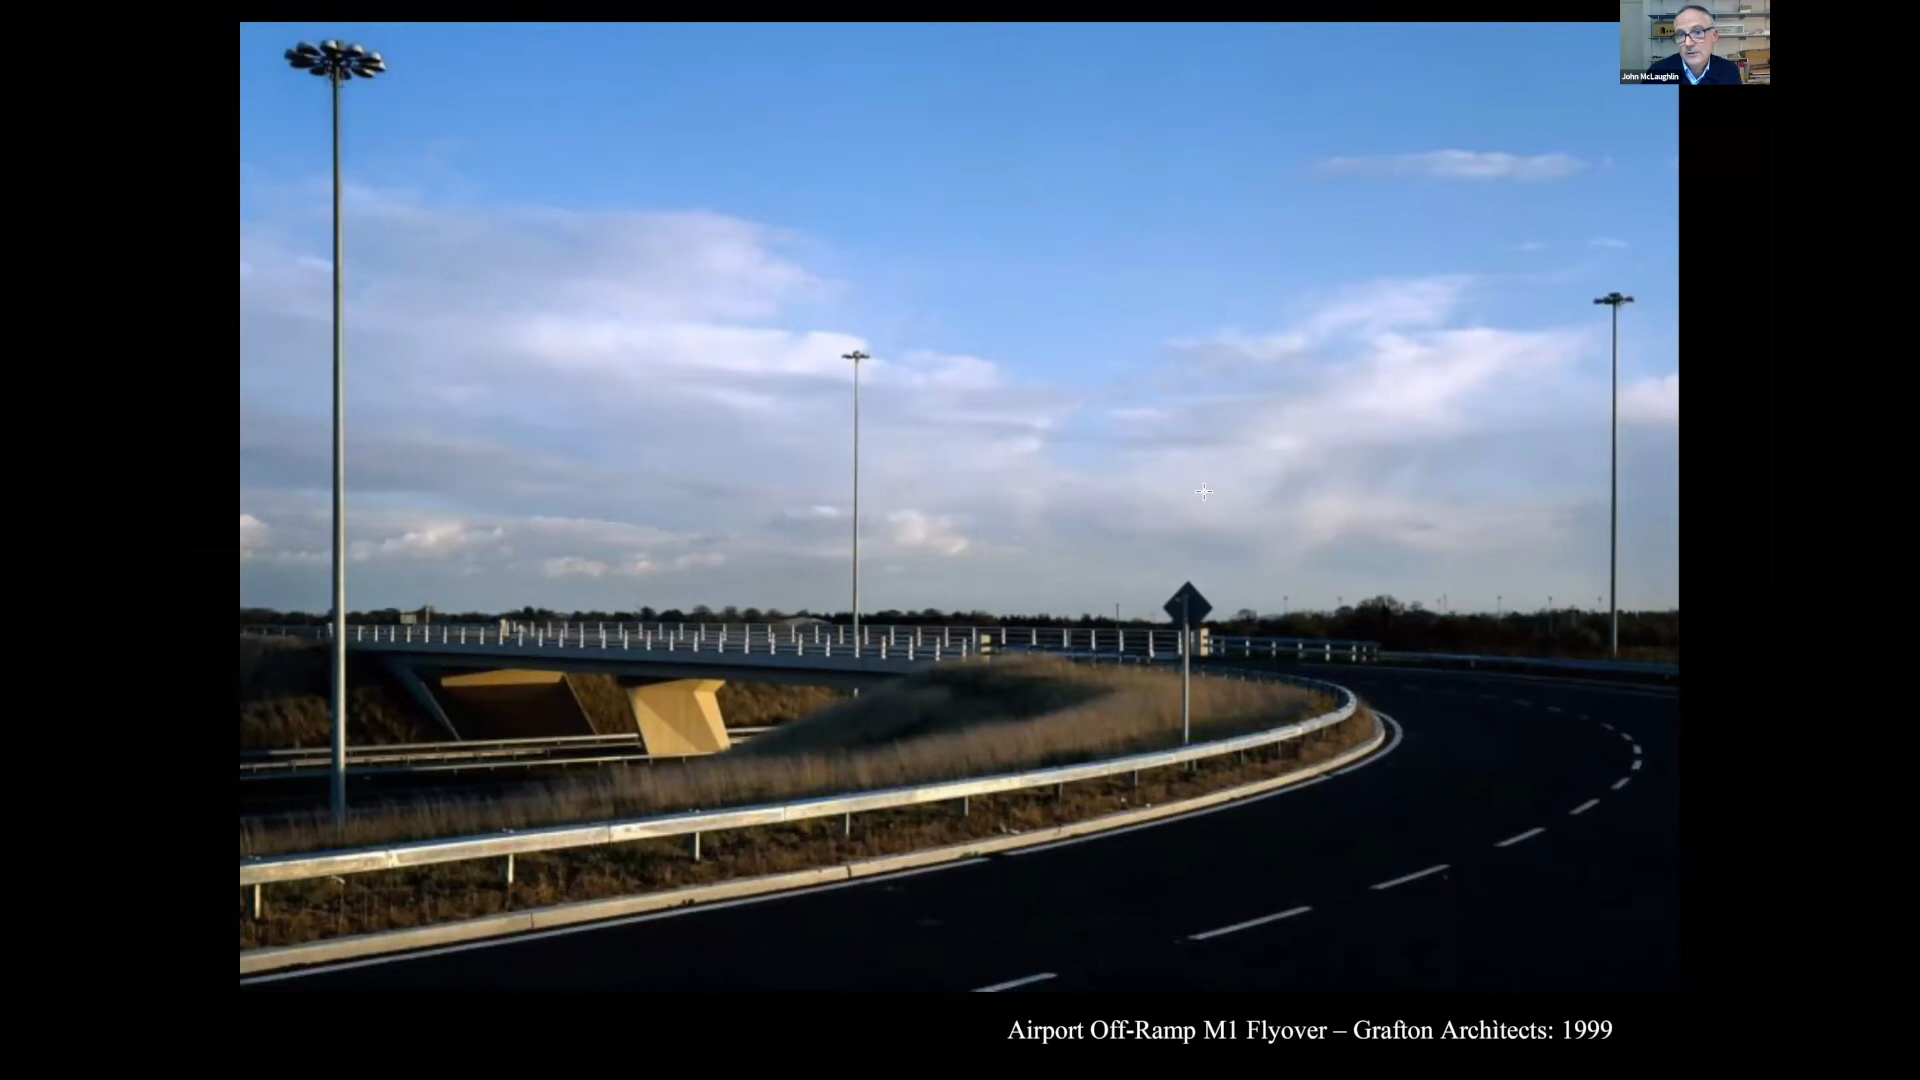 John McLaughlin
Airport Off-Ramp M1 Flyover – Grafton Architects: 1999